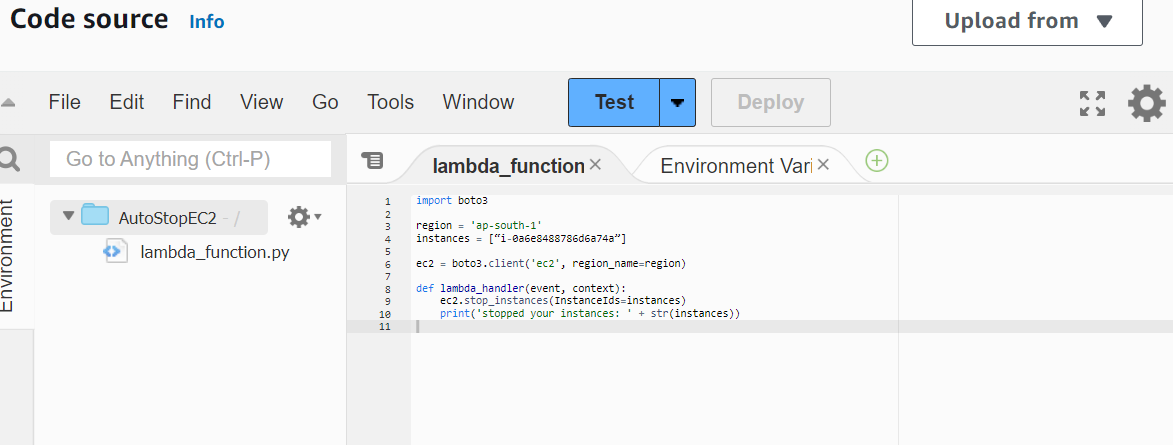 Code source Info
Upload from
File Edit Find View Go Tools Window Test Deploy
Go to Anything (Ctrl-P)
lambda_function
Environment Vari
Environment
AutoStopEC2 - /
lambda_function.py
1 import boto3
2
3 region = 'ap-south-1'
4 instances = [“i-0a6e8488786d6a74a”]
5
6 ec2 = boto3.client('ec2', region_name=region)
7
8 def lambda_handler(event, context):
9 ec2.stop_instances(InstanceIds=instances)
10 print('stopped your instances: ' + str(instances))
11